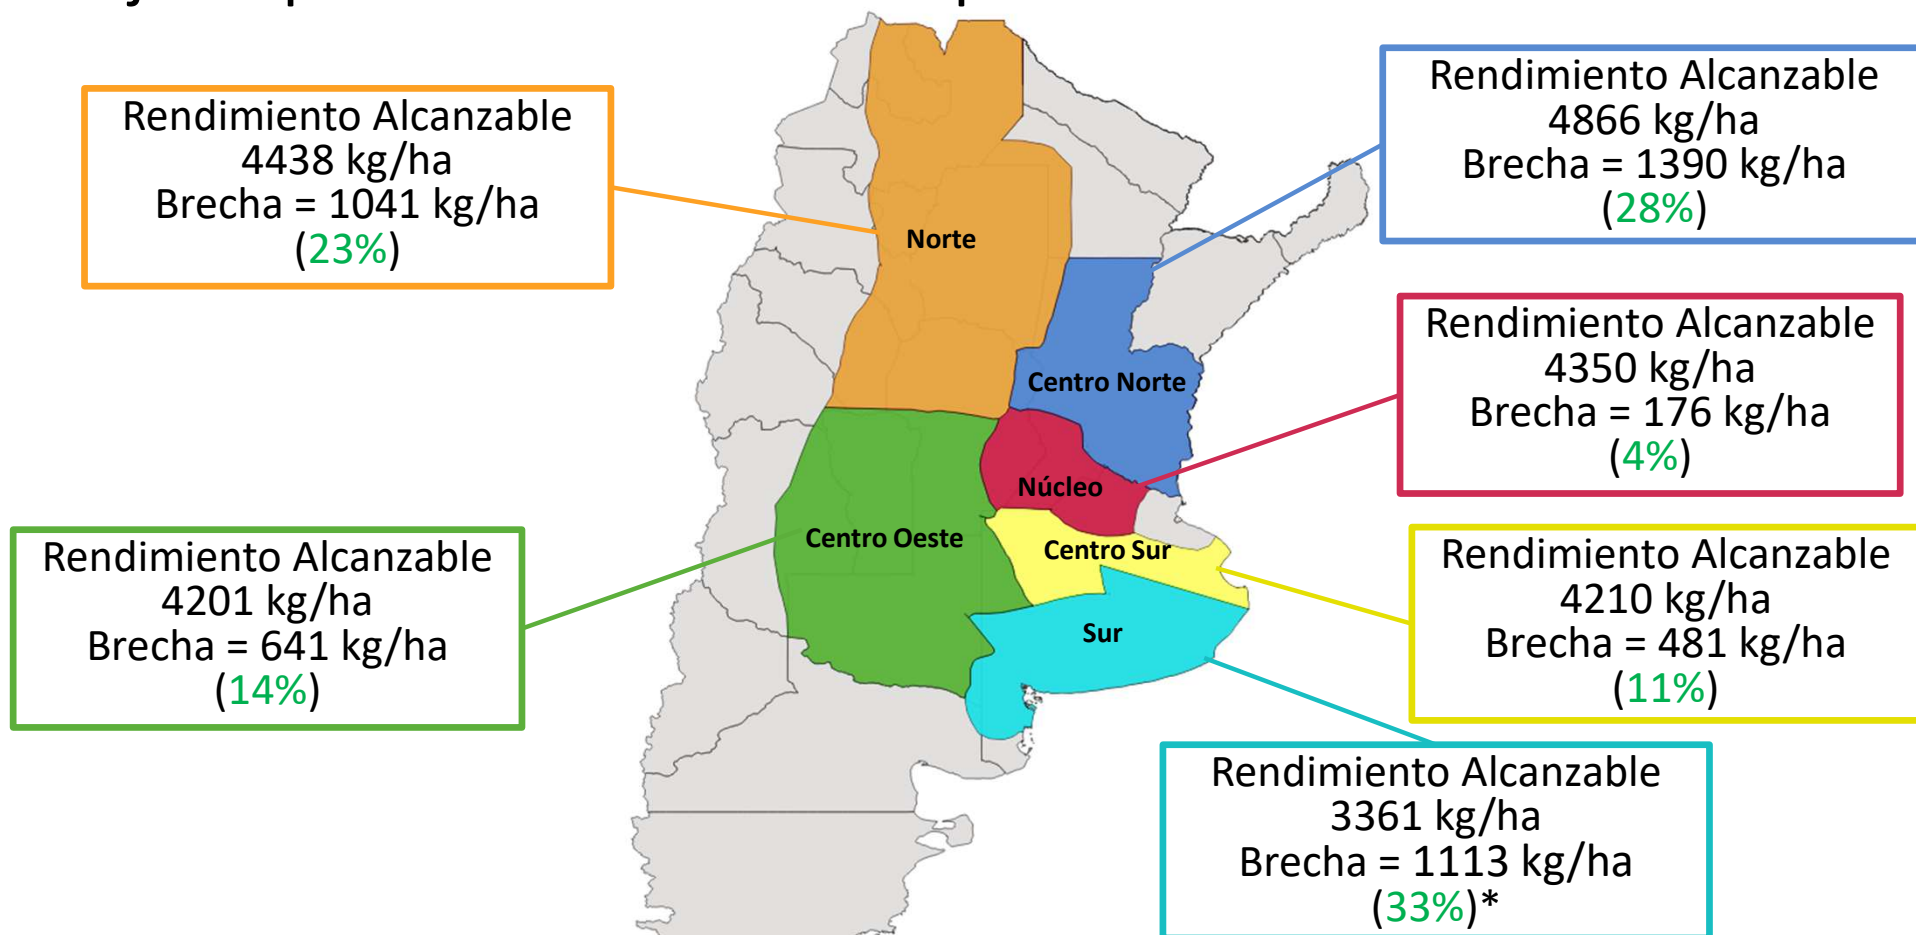 Rendimiento Alcanzable
4438 kg/ha
Brecha = 1041 kg/ha
(23%)
Rendimiento Alcanzable
4866 kg/ha
Brecha = 1390 kg/ha
(28%)
Norte
Rendimiento Alcanzable
4350 kg/ha
Brecha = 176 kg/ha
(4%)
Centro Norte
Núcleo
Rendimiento Alcanzable
4201 kg/ha
Brecha = 641 kg/ha
(14%)
Centro Oeste
Centro Sur
Rendimiento Alcanzable
4210 kg/ha
Brecha = 481 kg/ha
(11%)
Sur
Rendimiento Alcanzable
3361 kg/ha
Brecha = 1113 kg/ha
(33%)*